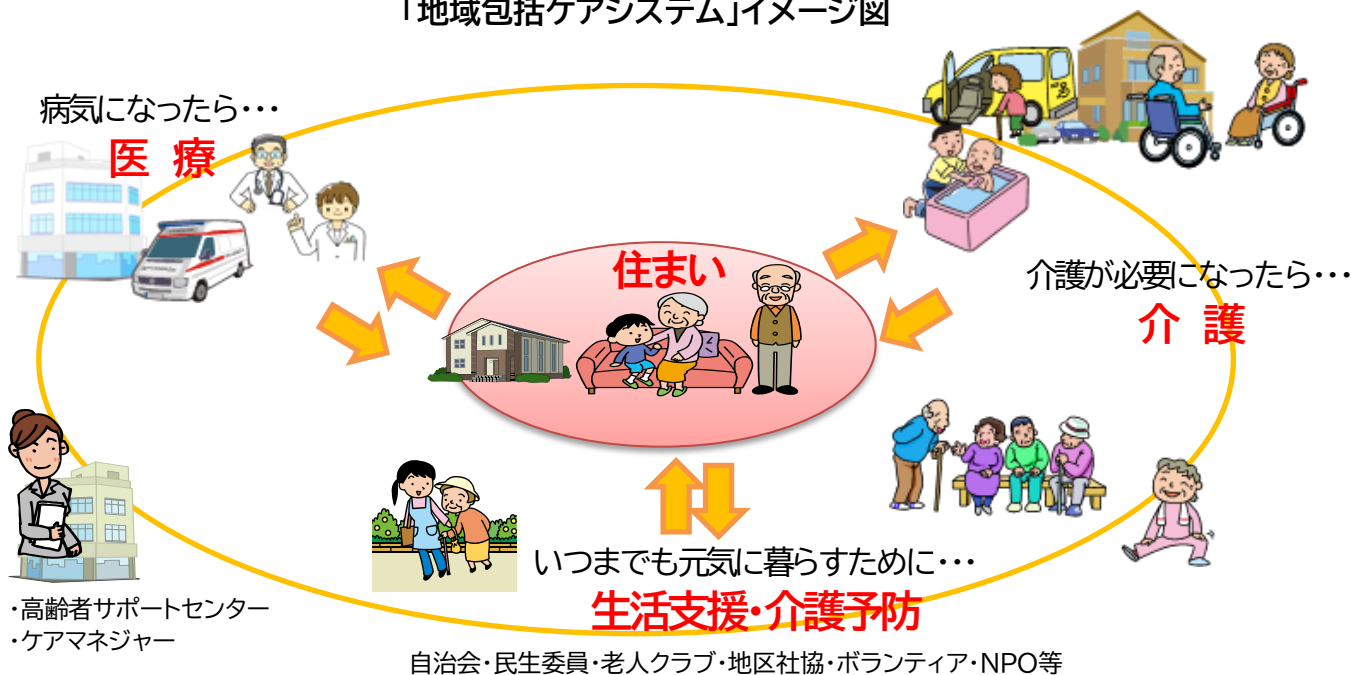 「地域包括ケアシステム」イメージ図
病気になったら・・・
医 療
住まい
介護が必要になったら・・・
介 護
いつまでも元気に暮らすために・・・
生活支援・介護予防
・高齢者サポートセンター
・ケアマネジャー
自治会・民生委員・老人クラブ・地区社協・ボランティア・NPO等